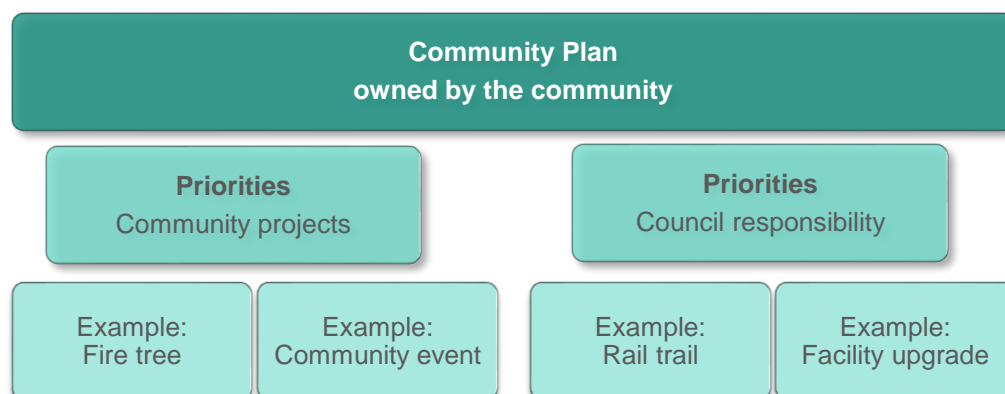 Community Plan
owned by the community
Priorities
Community projects
Priorities
Council responsibility
Example:
Fire tree
Example:
Community event
Example:
Rail trail
Example:
Facility upgrade